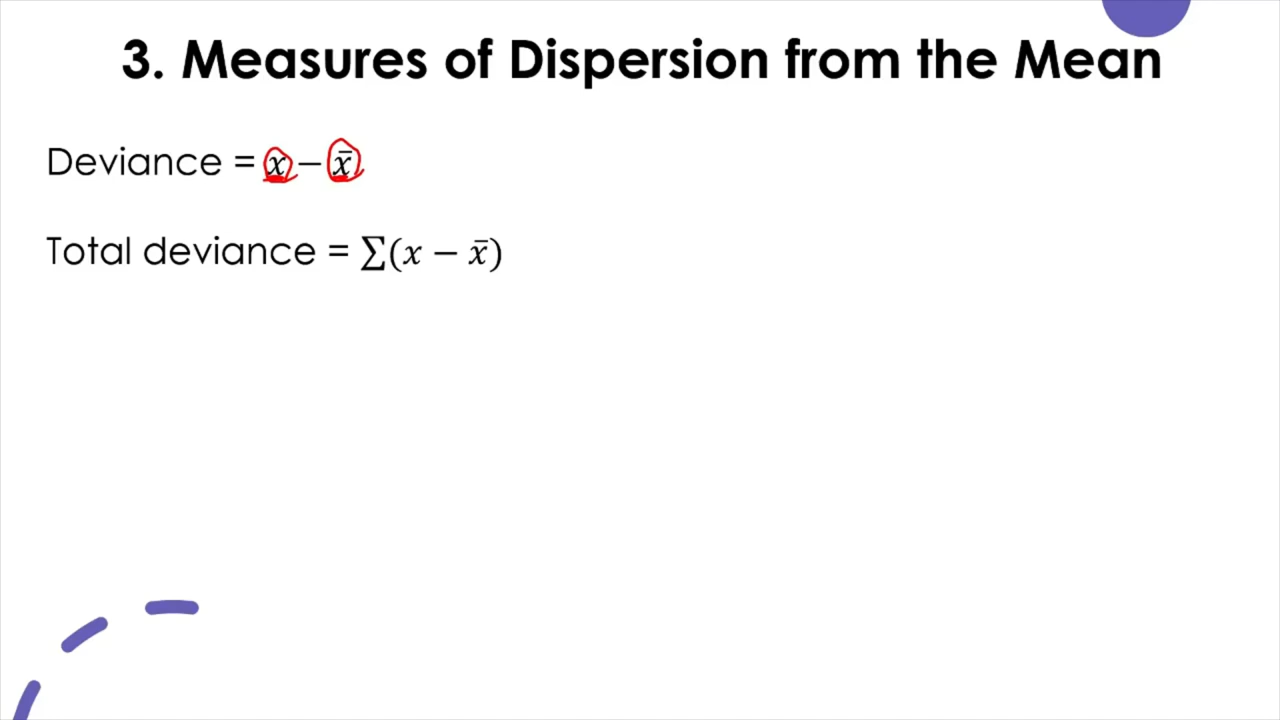 3. Measures of Dispersion from the Mean
Deviance = x − x̄
Total deviance = ∑(x − x̄)